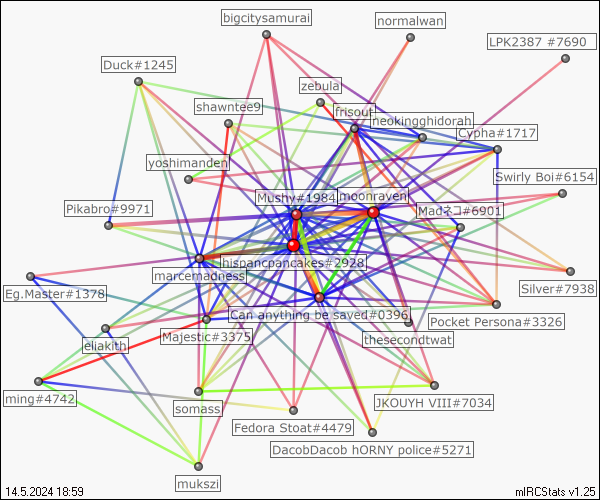 bigcitysamurai
normalwan
LPK2387 #7690
Duck#1245
zebula
shawntee9
frisout
neokingghidorah
Cypha#1717
yoshimanden
Swirly Boi#6154
Mushy#1984
moonraven
Pikabro#9971
Madネコ#6901
hispancpancakes#2928
marcemadness
Eg.Master#1378
Silver#7938
Can anything be saved#0396
Pocket Persona#3326
eliakith
Majestic#3375
thesecondtwat
ming#4742
somass
JKOUYH VIII#7034
Fedora Stoat#4479
DacobDacob hORNY police#5271
mukszi
14.5.2024 18:59
mIRCStats v1.25